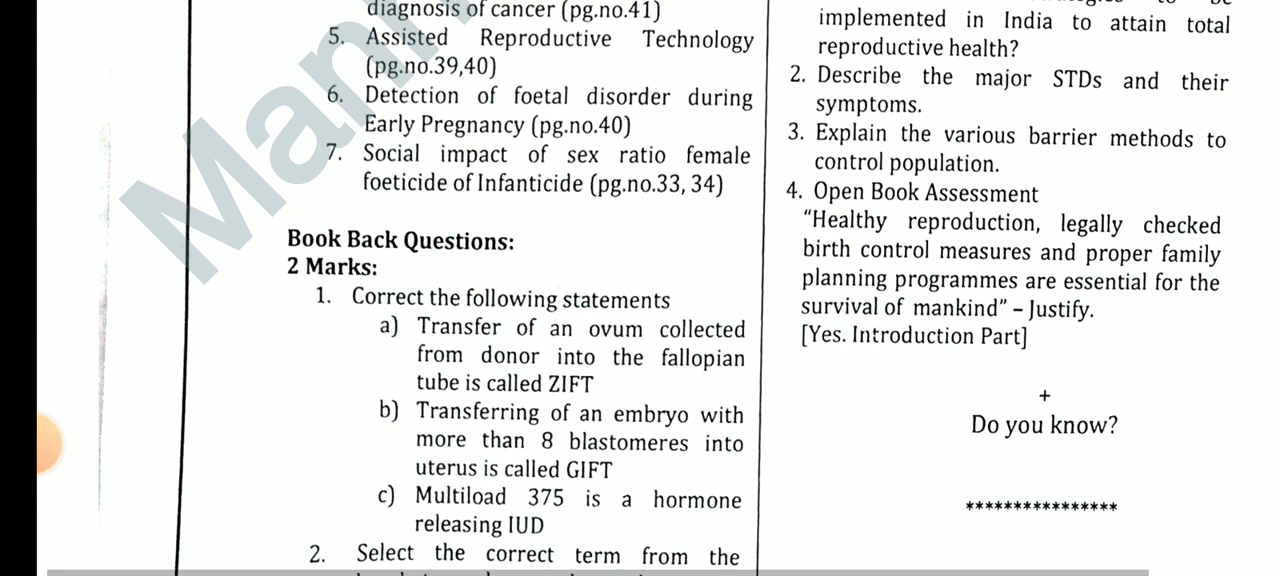 diagnosis of cancer (pg.no.41)
5. Assisted Reproductive Technology
(pg.no.39,40)
6. Detection of foetal disorder during
Early Pregnancy (pg.no.40)
7. Social impact of sex ratio female
foeticide of Infanticide (pg.no.33, 34)
Book Back Questions:
2 Marks:
1. Correct the following statements
a) Transfer of an ovum collected
from donor into the fallopian
tube is called ZIFT
b) Transferring of an embryo with
more than 8 blastomeres into
uterus is called GIFT
c) Multiload 375 is a hormone
releasing IUD
2. Select the correct term from the
implemented in India to attain total
reproductive health?
2. Describe the major STDs and their
symptoms.
3. Explain the various barrier methods to
control population.
4. Open Book Assessment
"Healthy reproduction, legally checked
birth control measures and proper family
planning programmes are essential for the
survival of mankind" – Justify.
[Yes. Introduction Part]
+
Do you know?
****************